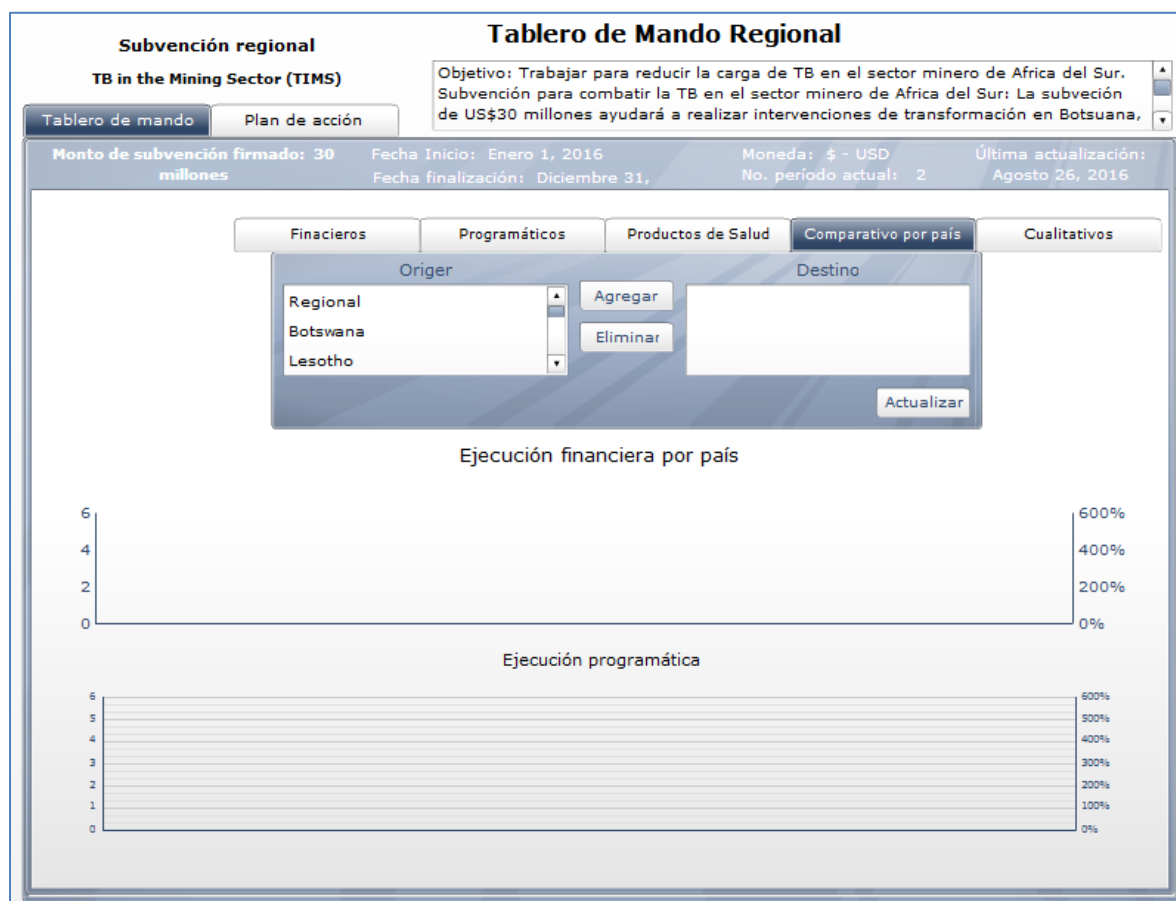 Tablero de Mando Regional
Subvención regional
TB in the Mining Sector (TIMS)
Objetivo: Trabajar para reducir la carga de TB en el sector minero de Africa del Sur.
Subvención para combatir la TB en el sector minero de Africa del Sur: La subveción
de US$30 millones ayudará a realizar intervenciones de transformación en Botsuana,
Tablero de mando Plan de acción
Monto de subvención firmado: 30
millones
Fecha Inicio: Enero 1, 2016
Fecha finalización: Diciembre 31,
Moneda: $ - USD
No. período actual: 2
Última actualización:
Agosto 26, 2016
Finacieros Programáticos Productos de Salud Comparativo por país Cualitativos
Origer Destino
Regional
Botswana
Lesotho
Agregar
Eliminar
Actualizar
Ejecución financiera por país
6 600%
4 400%
2 200%
0 0%
Ejecución programática
6 600%
5 500%
4 400%
3 300%
2 200%
1 100%
0 0%